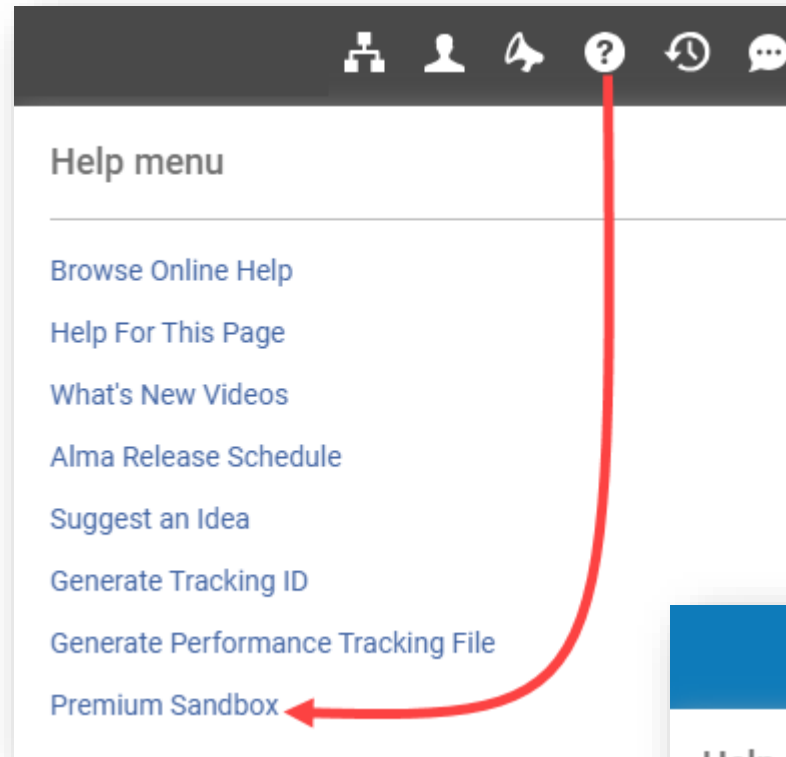 Help menu
Browse Online Help
Help For This Page
What's New Videos
Alma Release Schedule
Suggest an Idea
Generate Tracking ID
Generate Performance Tracking File
Premium Sandbox